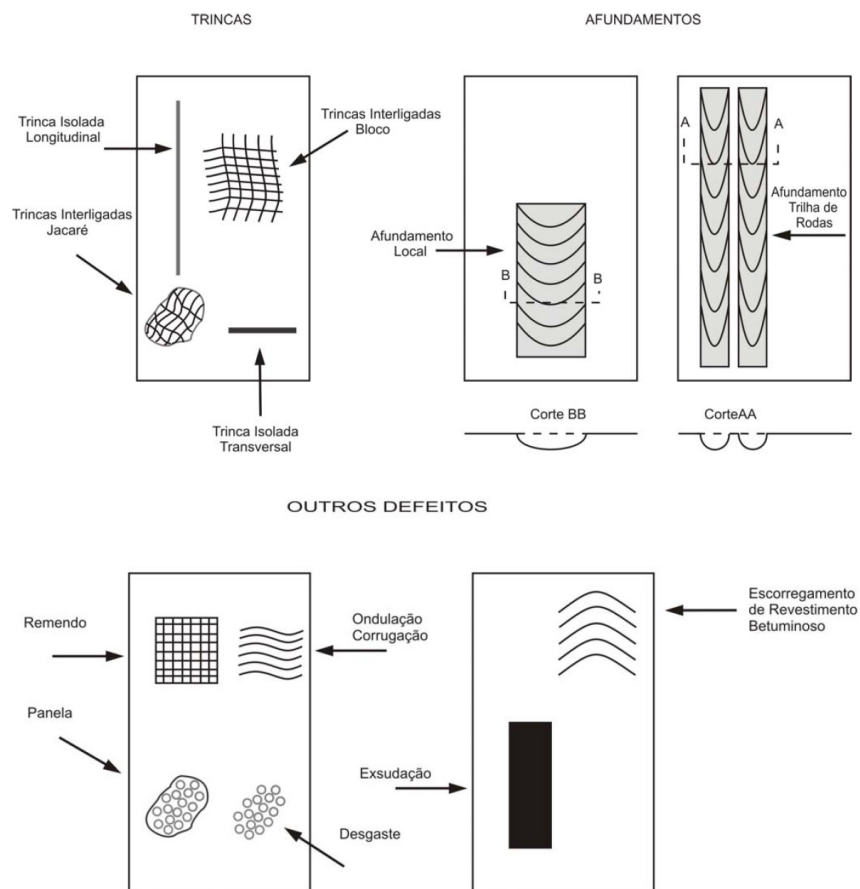 TRINCAS
AFUNDAMENTOS
Trinca Isolada
Longitudinal
Trincas Interligadas
Bloco
Trincas Interligadas
Jacaré
Trinca Isolada
Transversal
Afundamento
Local
B
B
A
A
Afundamento
Trilha de
Rodas
Corte BB
CorteAA
OUTROS DEFEITOS
Remendo
Ondulação
Corrugação
Panela
Desgaste
Exsudação
Escorregamento
de Revestimento
Betuminoso